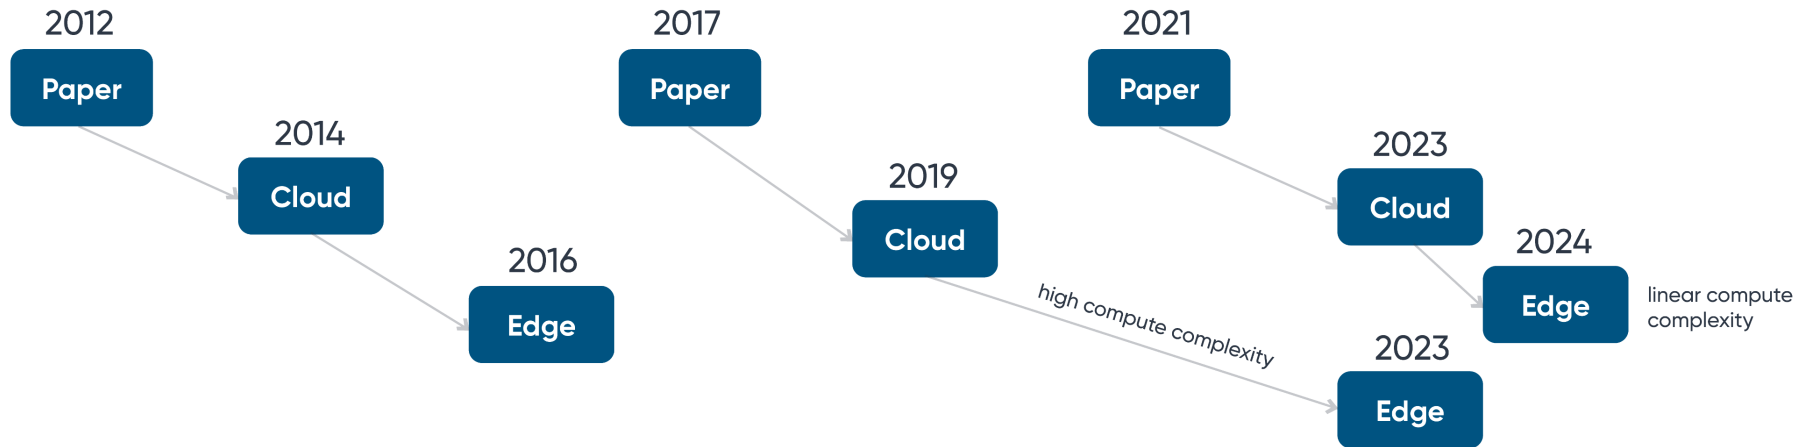 2012
Paper
2014
Cloud
2016
Edge
2017
Paper
2019
Cloud
high compute complexity
2023
Edge
2021
Paper
2023
Cloud
2024
Edge
linear compute
complexity